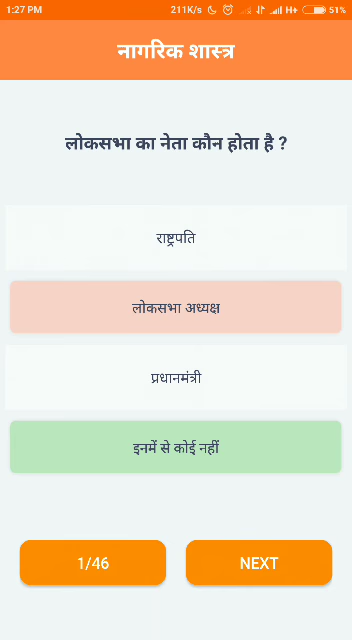 1:27 PM 211K/s H+ 51%
नागरिक शास्त्र
लोकसभा का नेता कौन होता है ?
राष्ट्रपति
लोकसभा अध्यक्ष
प्रधानमंत्री
इनमें से कोई नहीं
1/46 NEXT